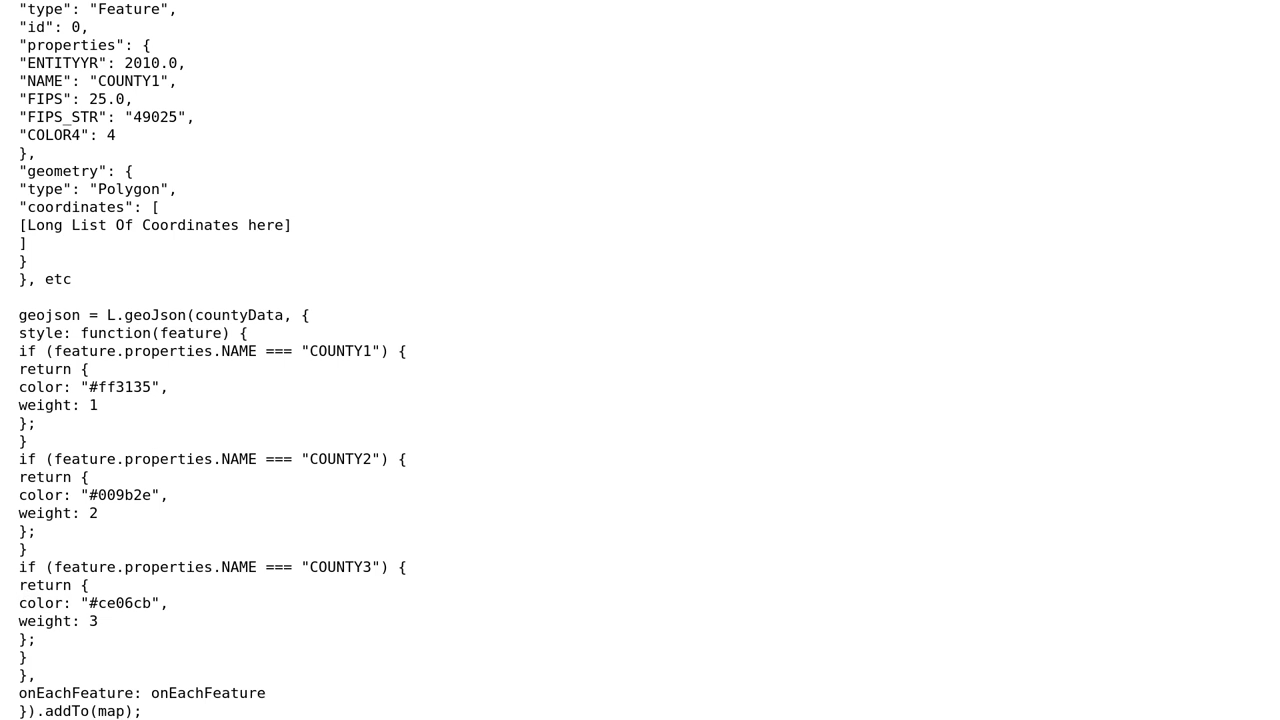 "type": "Feature",
"id": 0,
"properties": {
"ENTITYYR": 2010.0,
"NAME": "COUNTY1",
"FIPS": 25.0,
"FIPS_STR": "49025",
"COLOR4": 4
},
"geometry": {
"type": "Polygon",
"coordinates": [
[Long List Of Coordinates here]
]
}
}, etc

geojson = L.geoJson(countyData, {
style: function(feature) {
if (feature.properties.NAME === "COUNTY1") {
return {
color: "#ff3135",
weight: 1
};
}
if (feature.properties.NAME === "COUNTY2") {
return {
color: "#009b2e",
weight: 2
};
}
if (feature.properties.NAME === "COUNTY3") {
return {
color: "#ce06cb",
weight: 3
};
}
},
onEachFeature: onEachFeature
}).addTo(map);